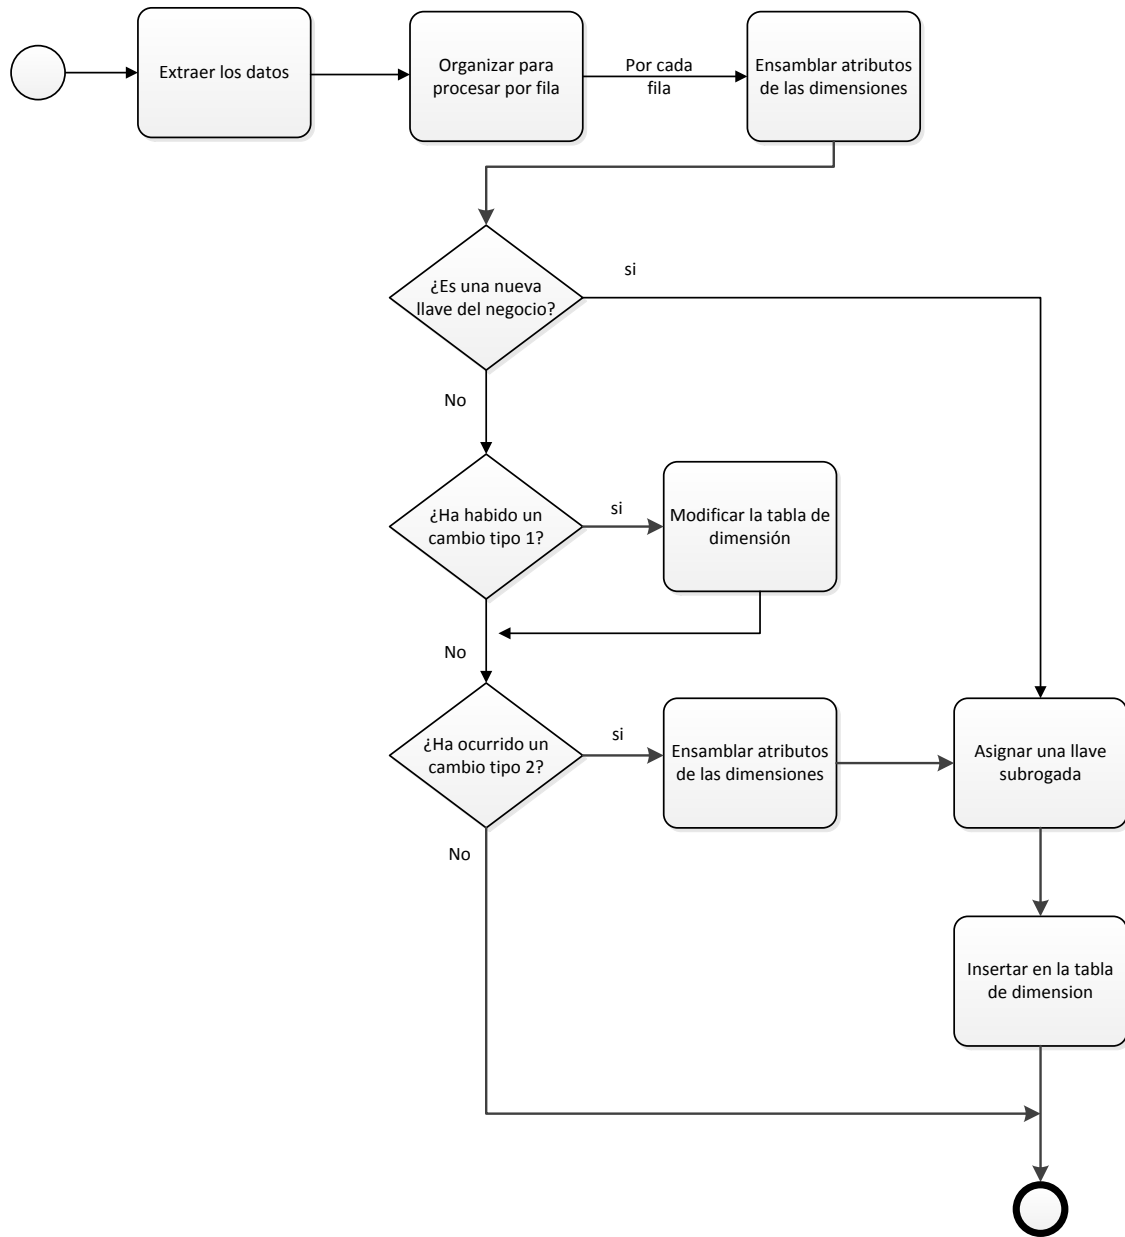 Extraer los datos
Organizar para
procesar por fila
Por cada
fila
Ensamblar atributos
de las dimensiones
¿Es una nueva
llave del negocio?
si
No
¿Ha habido un
cambio tipo 1?
si
Modificar la tabla de
dimensión
No
¿Ha ocurrido un
cambio tipo 2?
si
Ensamblar atributos
de las dimensiones
Asignar una llave
subrogada
No
Insertar en la tabla
de dimension